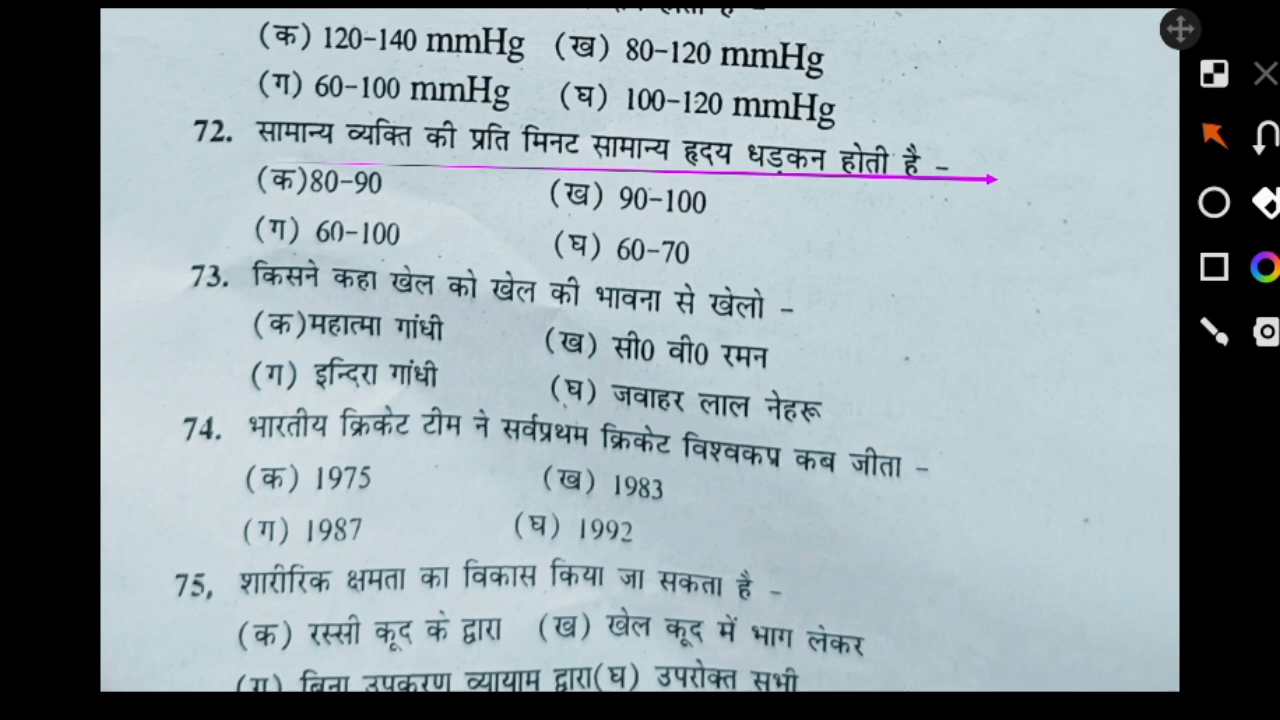 होता है -
(क) 120-140 mmHg (ख) 80-120 mmHg
(ग) 60-100 mmHg (घ) 100-120 mmHg
72. सामान्य व्यक्ति की प्रति मिनट सामान्य हृदय धड़कन होती है -
(क)80-90 (ख) 90-100
(ग) 60-100 (घ) 60-70
73. किसने कहा खेल को खेल की भावना से खेलो -
(क)महात्मा गांधी (ख) सी0 वी0 रमन
(ग) इन्दिरा गांधी (घ) जवाहर लाल नेहरू
74. भारतीय क्रिकेट टीम ने सर्वप्रथम क्रिकेट विश्वकप कब जीता -
(क) 1975 (ख) 1983
(ग) 1987 (घ) 1992
75. शारीरिक क्षमता का विकास किया जा सकता है -
(क) रस्सी कूद के द्वारा (ख) खेल कूद में भाग लेकर
(ग) बिना उपकरण व्यायाम द्वारा(घ) उपरोक्त सभी